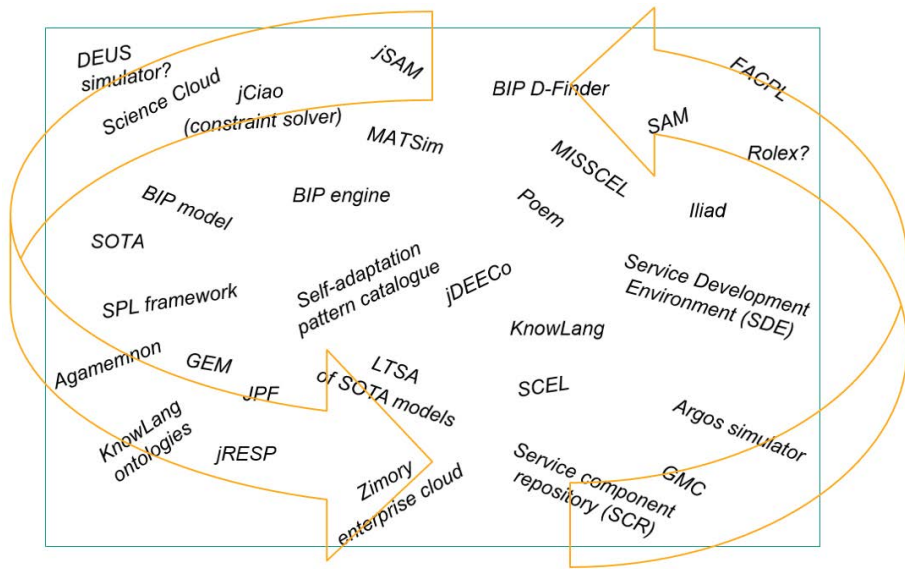 DEUS
simulator?
Science Cloud
jCiao
(constraint solver)
jSAM
MATSim
BIP D-Finder
FACPL
SAM
Rolex?
MISSCEL
BIP model
BIP engine
Poem
Iliad
SOTA
Self-adaptation
pattern catalogue
jDEECo
Service Development
Environment (SDE)
SPL framework
KnowLang
Agamemnon
GEM
JPF
LTSA
of SOTA models
SCEL
Argos simulator
KnowLang
ontologies
jRESP
Zimory
enterprise cloud
Service component
repository (SCR)
GMC